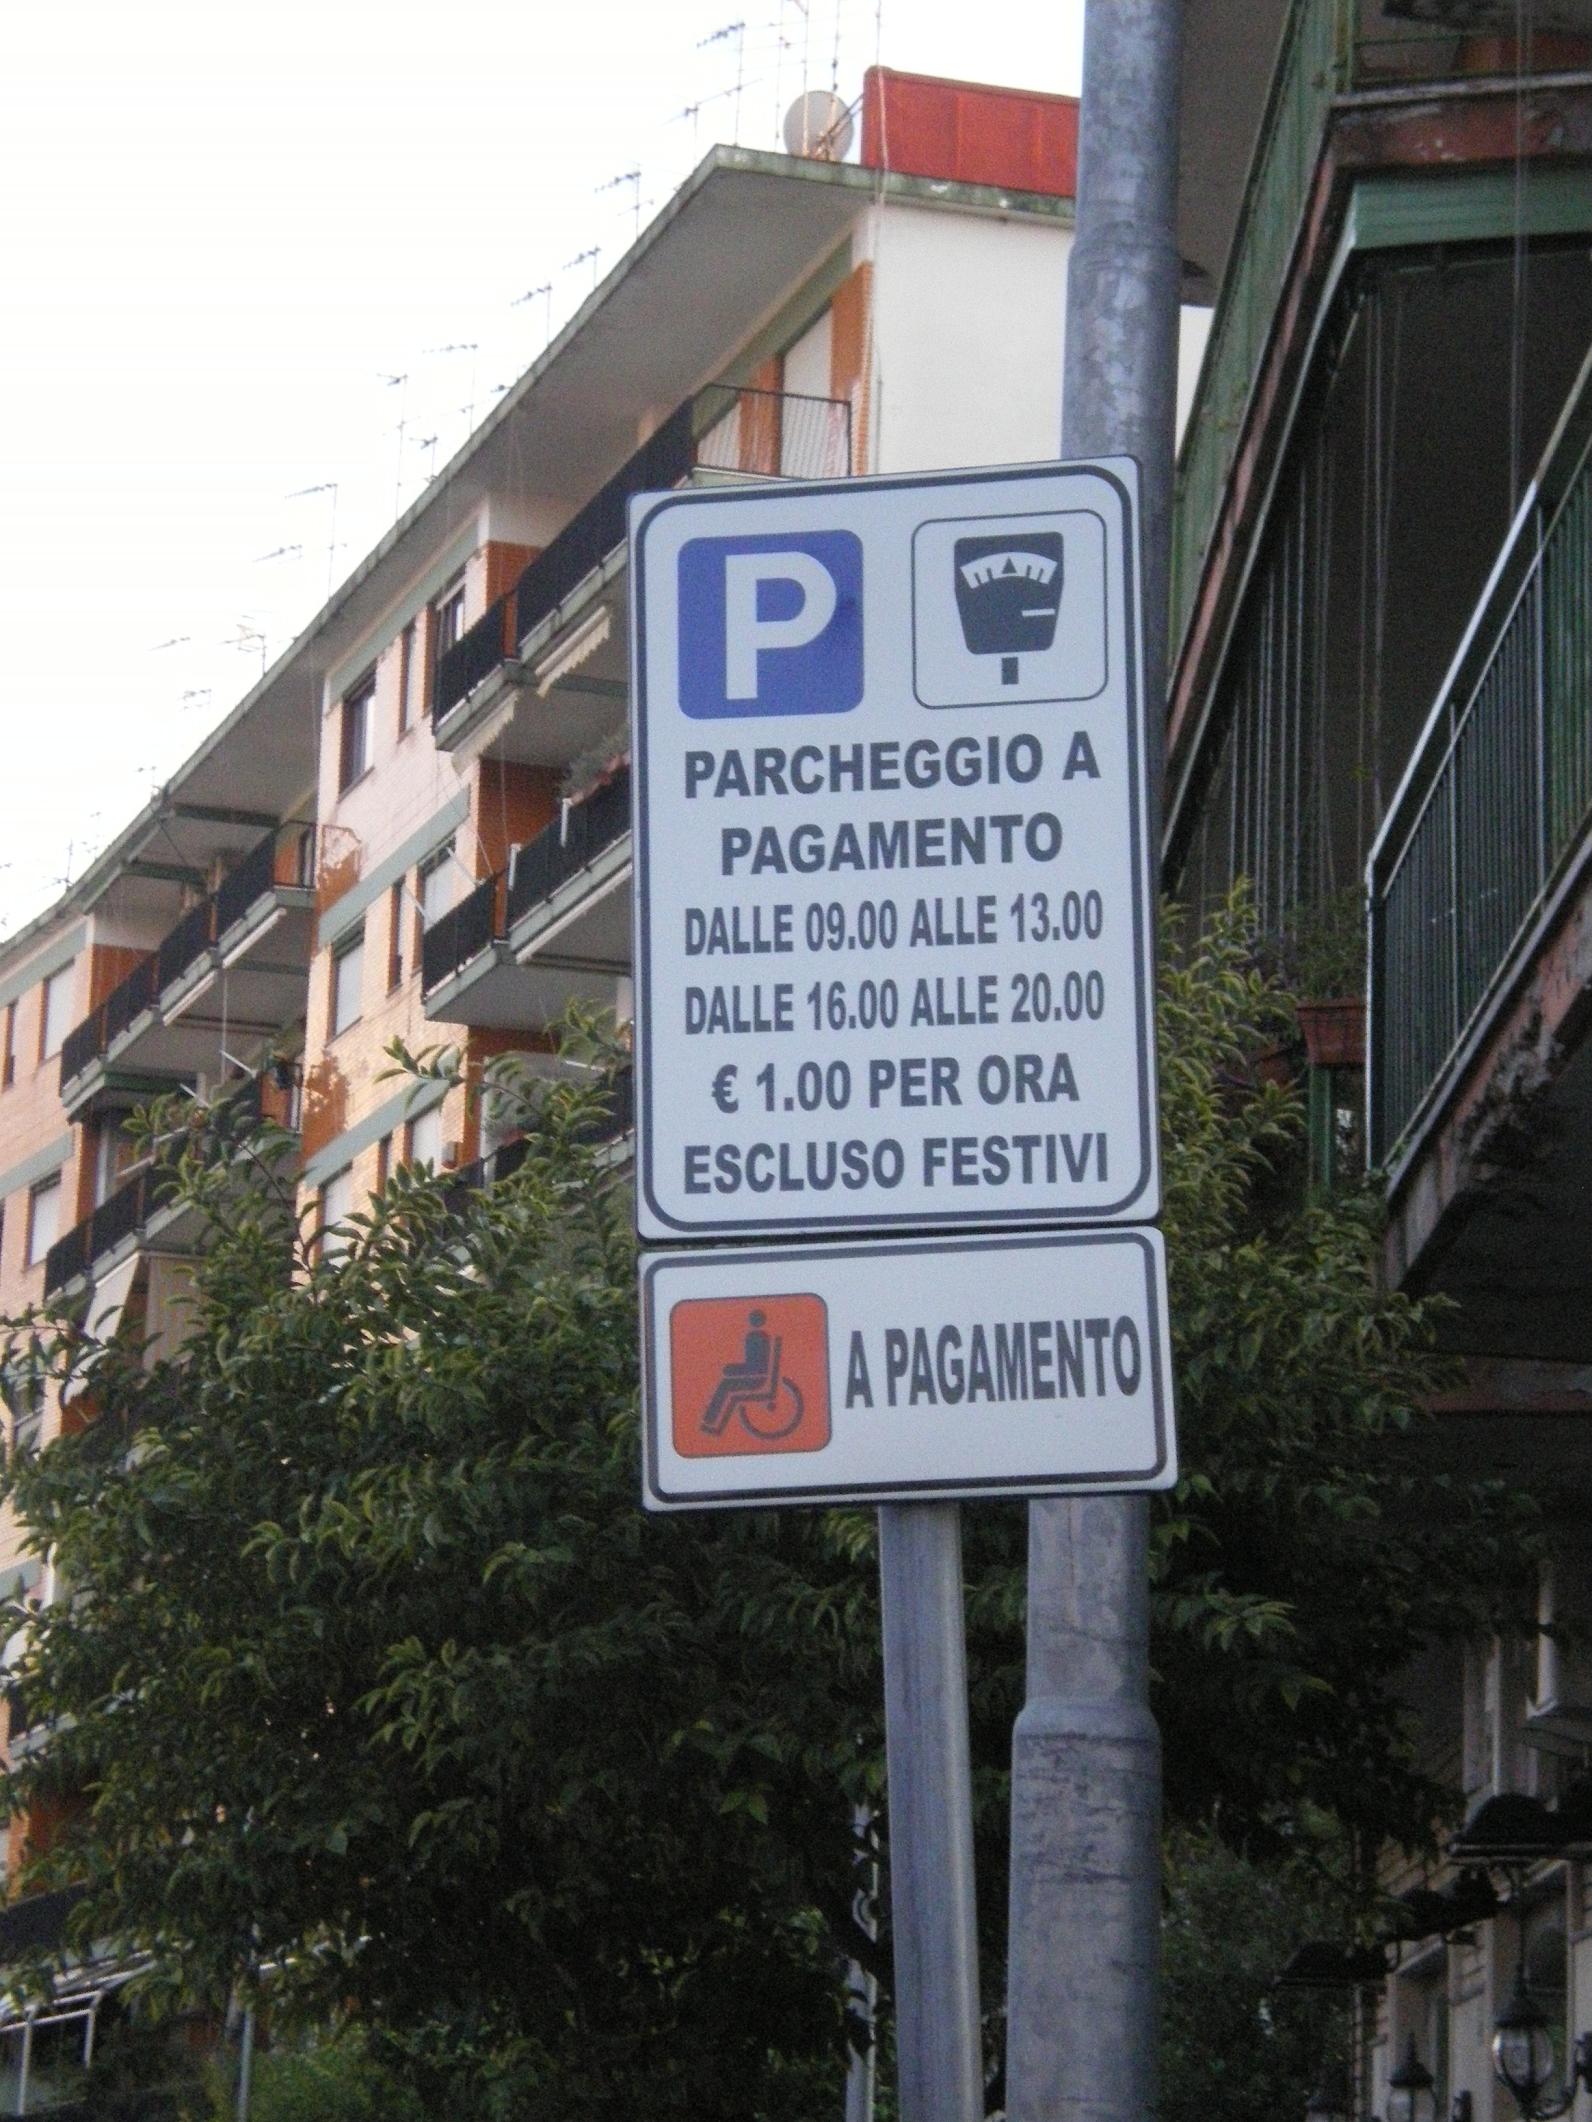 P
PARCHEGGIO A
PAGAMENTO
DALLE 09.00 ALLE 13.00
DALLE 16.00 ALLE 20.00
€ 1.00 PER ORA
ESCLUSO FESTIVI
A PAGAMENTO